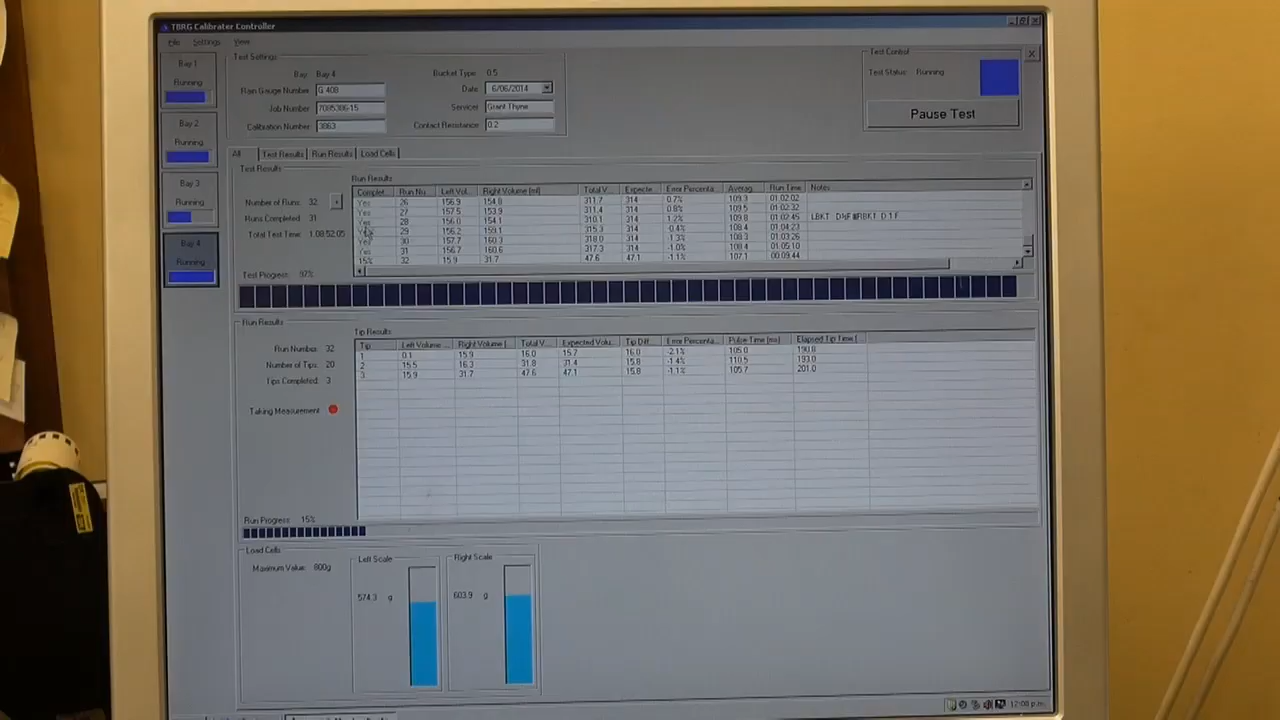 TBRG Calibrater Controller
File Settings View
Bay 1
Running
Bay 2
Running
Bay 3
Running
Bay 4
Running
Test Settings
Bay: Bay 4
Rain Gauge Number G 408
Job Number 7005306-15
Calibration Number 3863
Bucket Type 0.5
Date 6/06/2014
Servicer Grant Thyne
Contact Resistance 0.2
Test Control
Test Status: Running
Pause Test
All Test Results Run Results Load Cells
Test Results
Number of Runs: 32
Runs Completed: 31
Total Test Time: 1.08:52:05
Run Results
Complet... Run Nu... Left Vol... Right Volume (ml) Total V... Expecte... Error Percenta... Averag... Run Time Notes
Yes 26 156.9 154.8 311.7 314 0.7% 109.3 01:02:02
Yes 27 157.5 153.9 311.4 314 0.8% 109.5 01:02:32
Yes 28 156.0 154.1 310.1 314 1.2% 109.8 01:02:45
Yes 29 156.2 159.1 315.3 314 -0.4% 108.4 01:04:23
Yes 30 157.7 160.3 318.0 314 -1.3% 108.4 01:03:26
Yes 31 156.7 160.6 317.3 314 -1.0% 108.4 01:05:10
15% 32 15.9 31.7 47.6 47.1 -1.1% 107.1 00:09:44
Test Progress: 97%
Run Results
Run Number: 32
Number of Tips: 20
Tips Completed: 3
Taking Measurement
Tip Results
Tip Left Volume ... Right Volume ( Total V... Expected Volu... Tip Diff... Error Percenta... Pulse Time (ms) Elapsed Tip Time (
1 0.1 15.9 16.0 15.7 16.0 -2.1% 105.0 190.8
2 15.5 16.3 31.8 31.4 15.8 -1.4% 110.5 193.0
3 15.9 31.7 47.6 47.1 15.8 -1.1% 105.7 201.0
Run Progress 15%
Load Cells
Maximum Value: 800g
Left Scale
574.3 g
Right Scale
603.9 g
12:08 p.m.